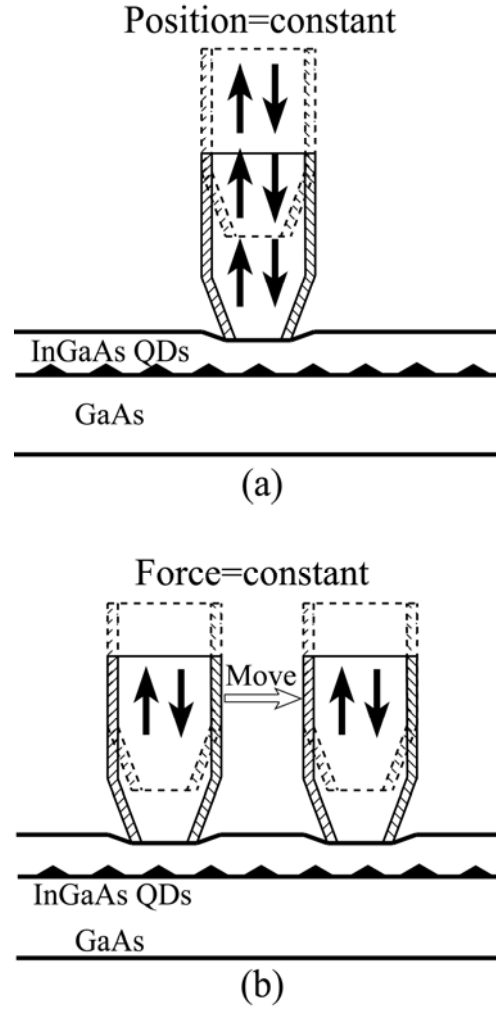 Position=constant
InGaAs QDs
GaAs
(a)
Force=constant
Move
InGaAs QDs
GaAs
(b)